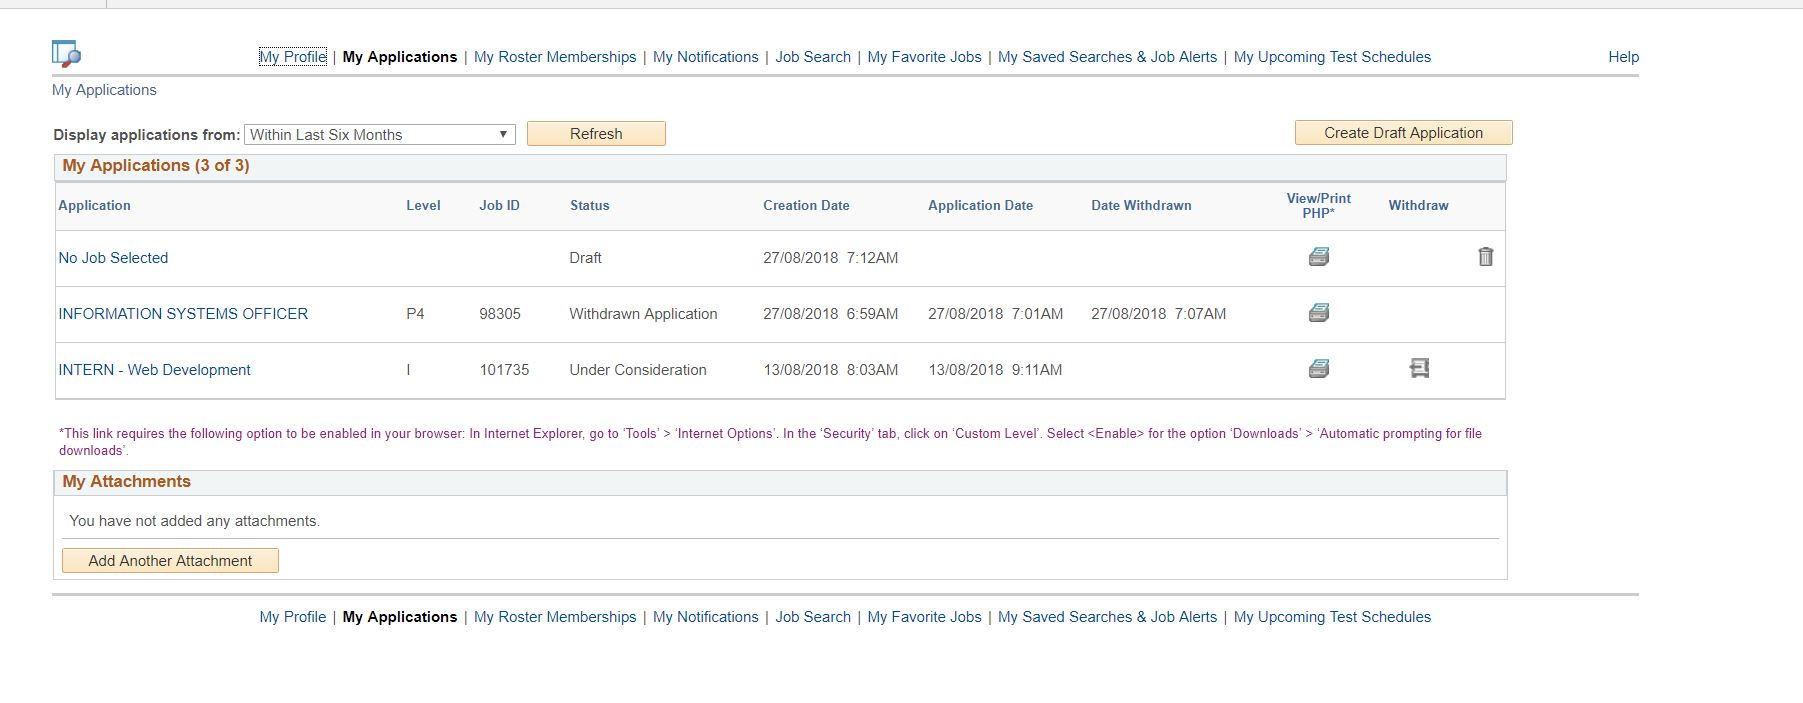 My Profile | My Applications | My Roster Memberships | My Notifications | Job Search | My Favorite Jobs | My Saved Searches & Job Alerts | My Upcoming Test Schedules Help
My Applications
Display applications from: Within Last Six Months Refresh Create Draft Application
My Applications (3 of 3)
Application Level Job ID Status Creation Date Application Date Date Withdrawn View/Print PHP* Withdraw
No Job Selected Draft 27/08/2018 7:12AM
INFORMATION SYSTEMS OFFICER P4 98305 Withdrawn Application 27/08/2018 6:59AM 27/08/2018 7:01AM 27/08/2018 7:07AM
INTERN - Web Development I 101735 Under Consideration 13/08/2018 8:03AM 13/08/2018 9:11AM
*This link requires the following option to be enabled in your browser: In Internet Explorer, go to ‘Tools’ > ‘Internet Options’. In the ‘Security’ tab, click on ‘Custom Level’. Select <Enable> for the option ‘Downloads’ > ‘Automatic prompting for file
downloads’.
My Attachments
You have not added any attachments.
Add Another Attachment
My Profile | My Applications | My Roster Memberships | My Notifications | Job Search | My Favorite Jobs | My Saved Searches & Job Alerts | My Upcoming Test Schedules